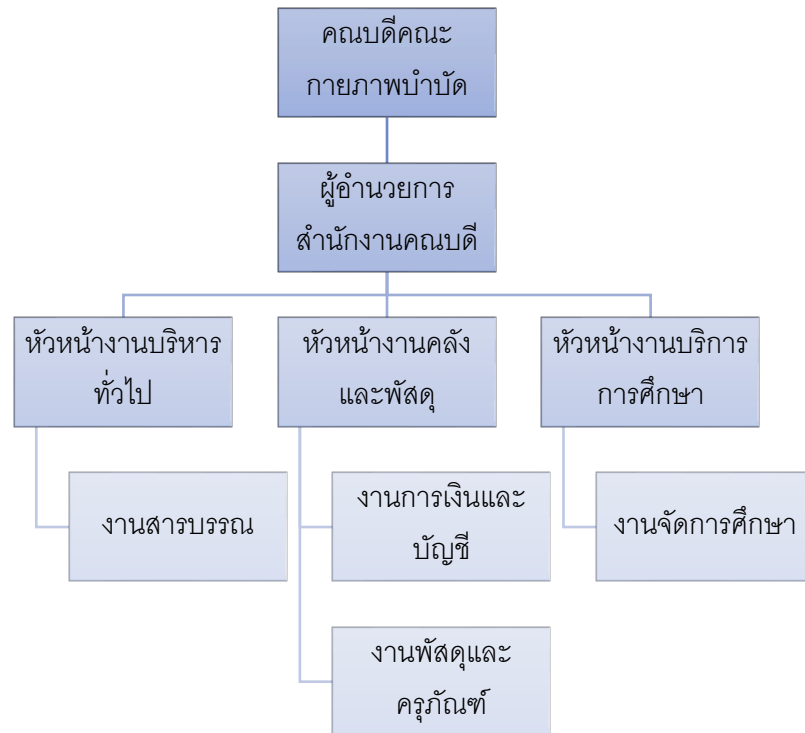 คณบดีคณะ
กายภาพบำบัด
ผู้อำนวยการ
สำนักงานคณบดี
หัวหน้างานบริหาร
ทั่วไป
หัวหน้างานคลัง
และพัสดุ
หัวหน้างานบริการ
การศึกษา
งานสารบรรณ
งานการเงินและ
บัญชี
งานจัดการศึกษา
งานพัสดุและ
ครุภัณฑ์